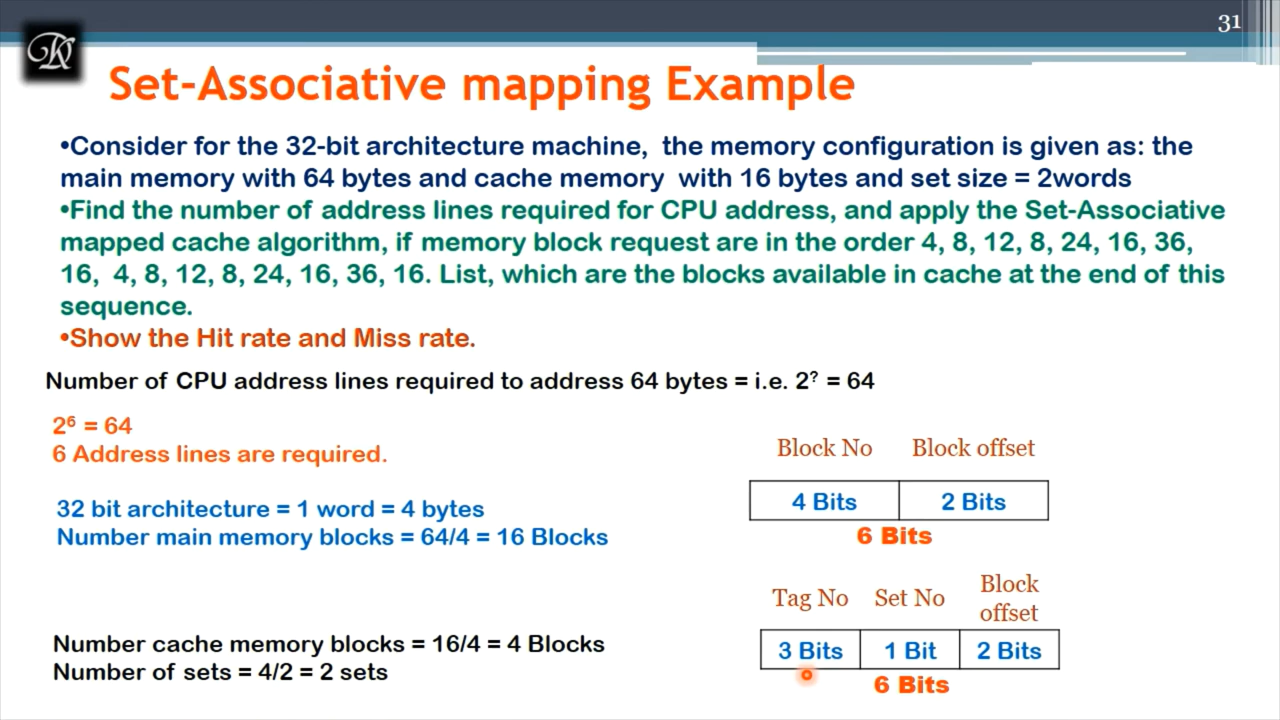 31
Set-Associative mapping Example
•Consider for the 32-bit architecture machine, the memory configuration is given as: the
main memory with 64 bytes and cache memory with 16 bytes and set size = 2words
•Find the number of address lines required for CPU address, and apply the Set-Associative
mapped cache algorithm, if memory block request are in the order 4, 8, 12, 8, 24, 16, 36,
16, 4, 8, 12, 8, 24, 16, 36, 16. List, which are the blocks available in cache at the end of this
sequence.
•Show the Hit rate and Miss rate.
Number of CPU address lines required to address 64 bytes = i.e. 2^? = 64
2⁶ = 64
6 Address lines are required.
32 bit architecture = 1 word = 4 bytes
Number main memory blocks = 64/4 = 16 Blocks
Block No Block offset
4 Bits 2 Bits
6 Bits
Number cache memory blocks = 16/4 = 4 Blocks
Number of sets = 4/2 = 2 sets
Tag No Set No Block
offset
3 Bits 1 Bit 2 Bits
6 Bits